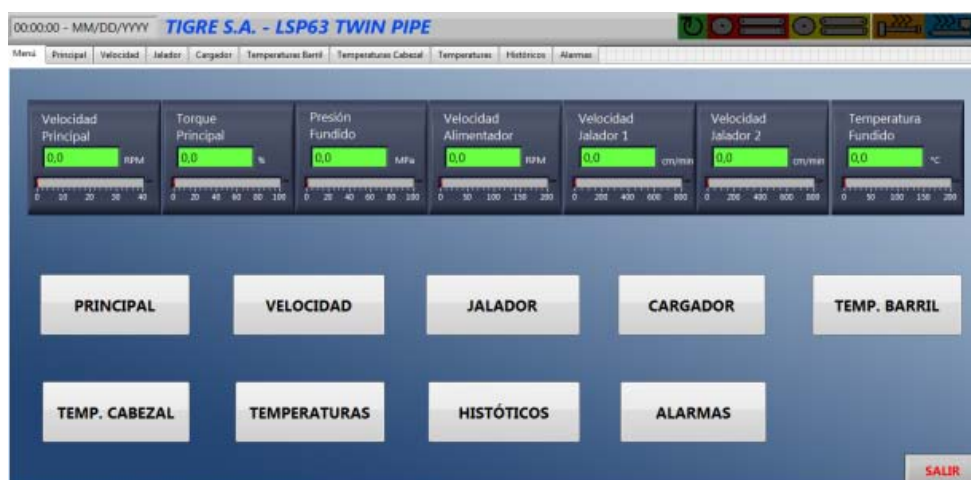 00:00:00 - MM/DD/YYYY TIGRE S.A. - LSP63 TWIN PIPE
Menú Principal Velocidad Jalador Cargador Temperaturas Barril Temperaturas Cabezal Temperaturas Históricos Alarmas
Velocidad Principal
0,0 RPM
0 10 20 30 40
Torque Principal
0,0 %
0 20 40 60 80 100
Presión Fundido
0,0 MPa
0 20 40 60 80 100
Velocidad Alimentador
0,0 RPM
0 50 100 150 200
Velocidad Jalador 1
0,0 cm/min
0 200 400 600 800
Velocidad Jalador 2
0,0 cm/min
0 200 400 600 800
Temperatura Fundido
0,0 °C
0 50 100 150 200
PRINCIPAL VELOCIDAD JALADOR CARGADOR TEMP. BARRIL
TEMP. CABEZAL TEMPERATURAS HISTÓTICOS ALARMAS
SALIR